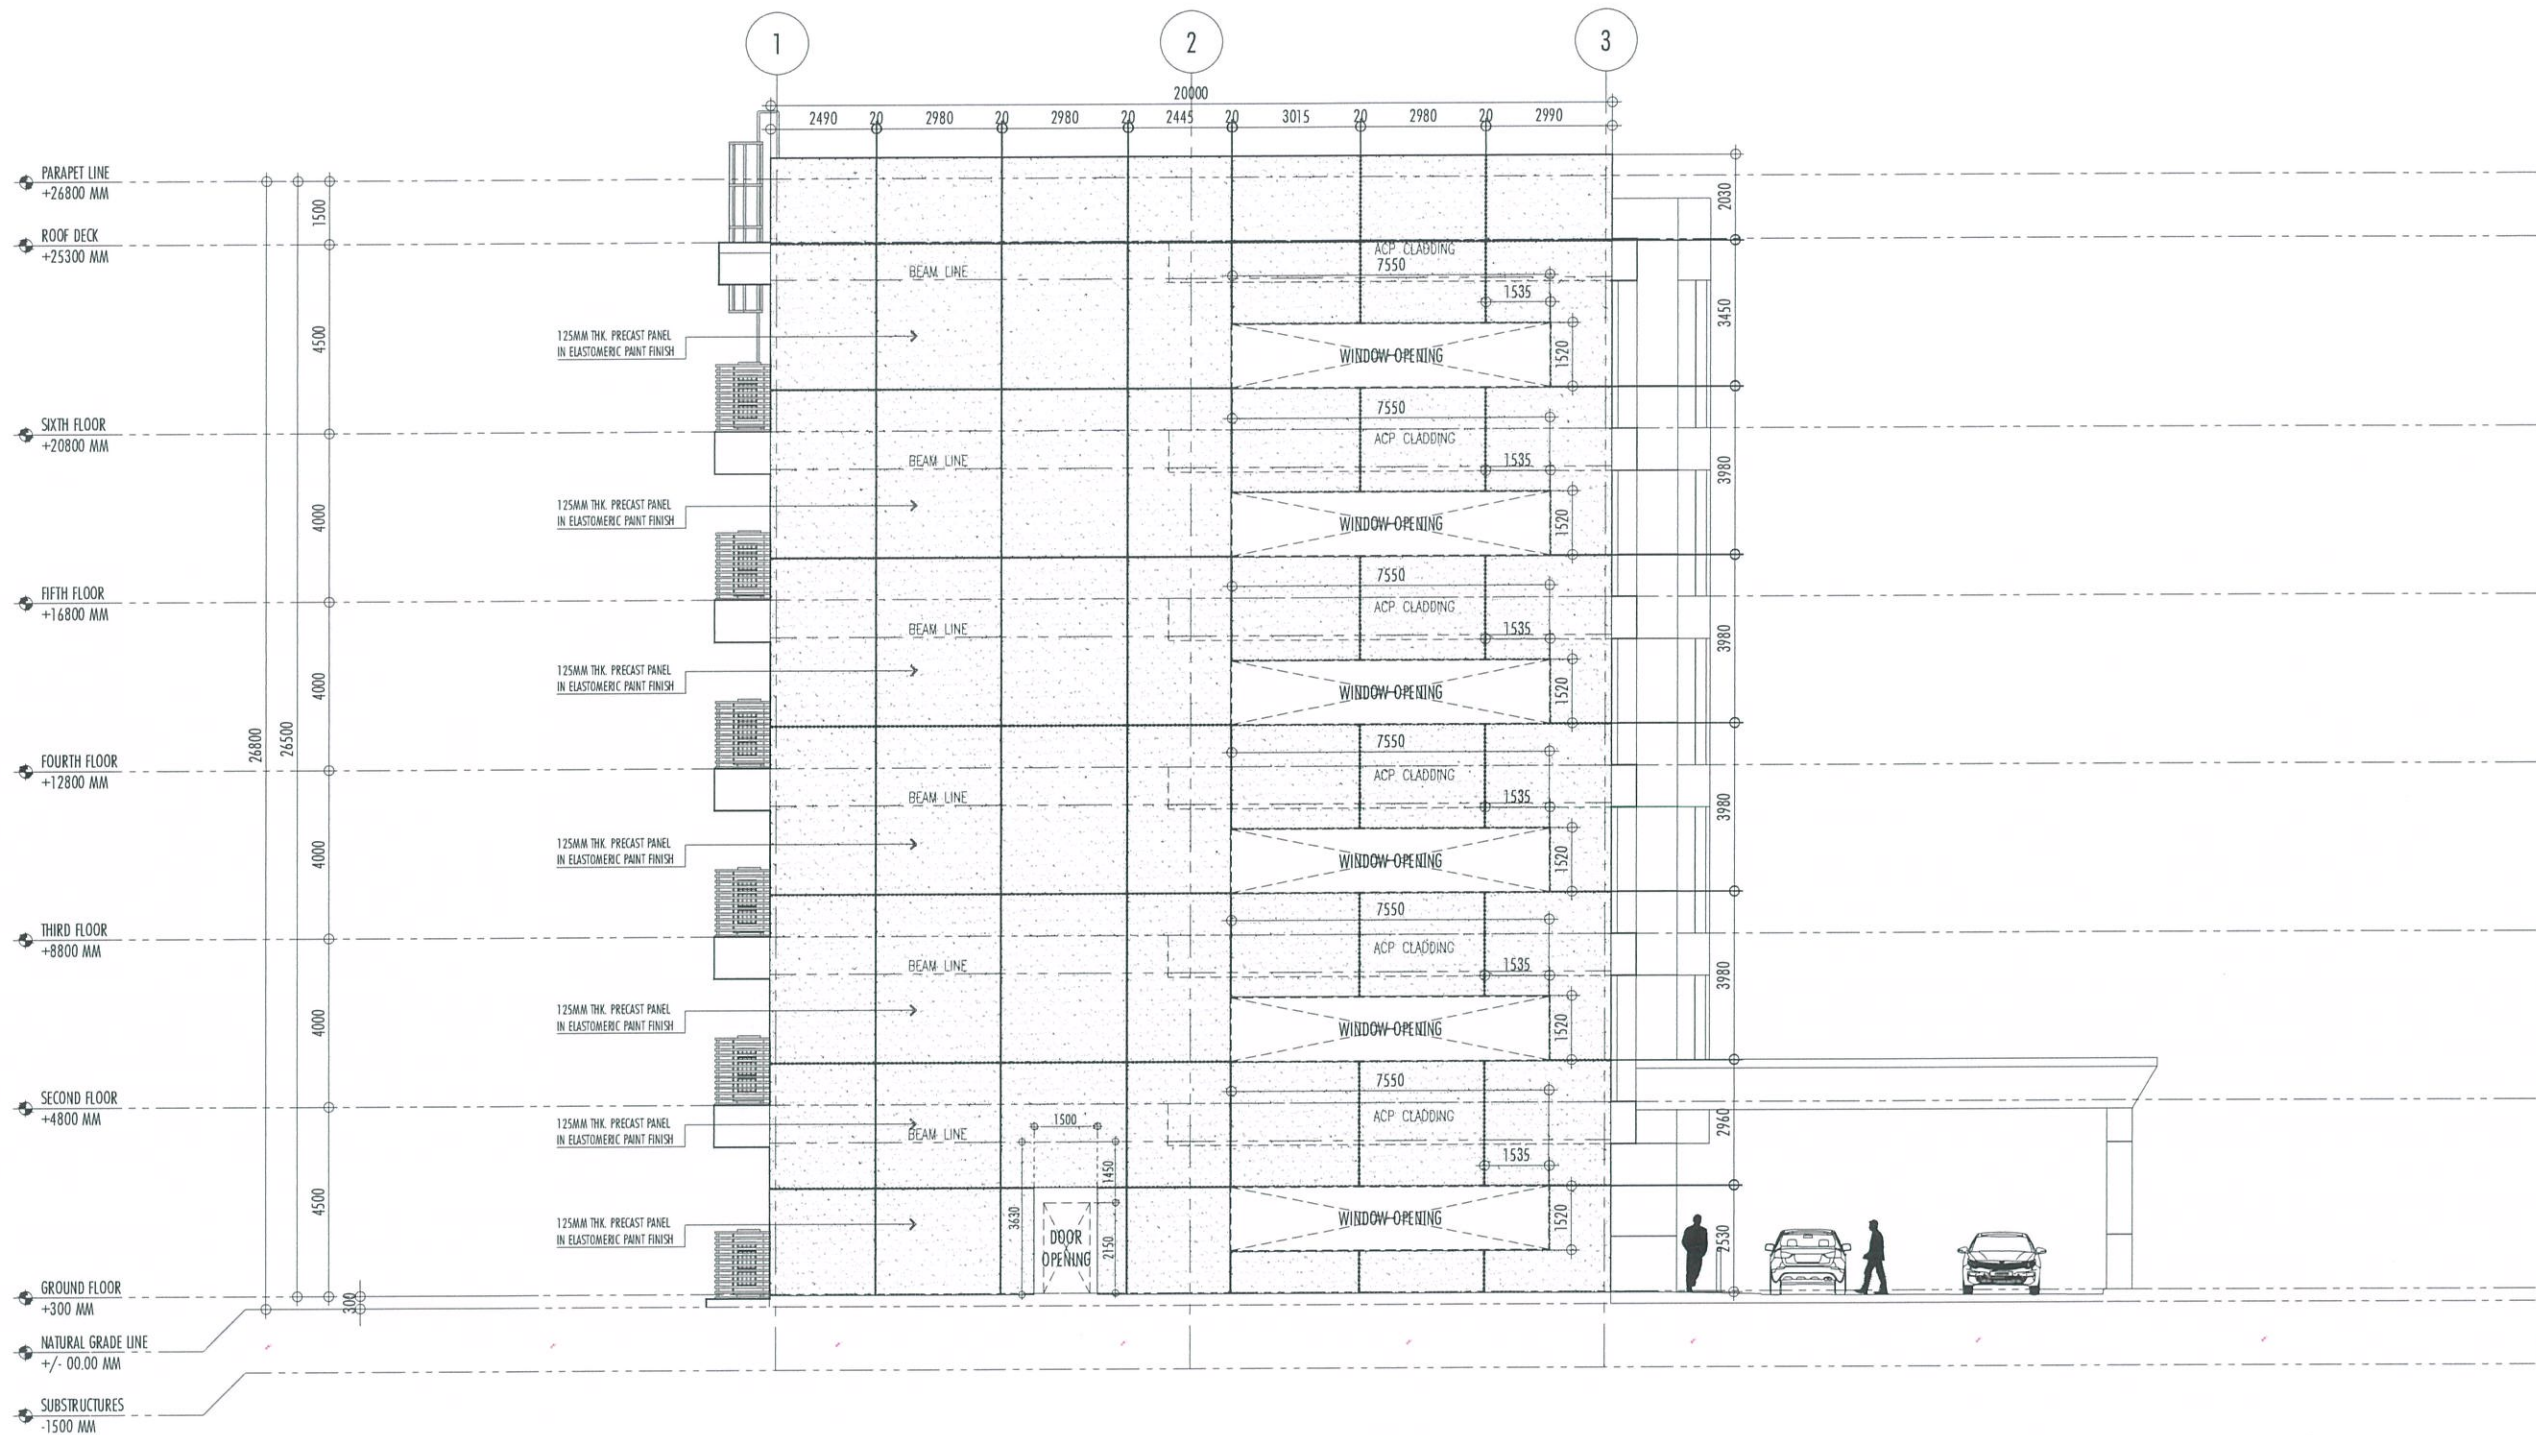 1
2
3
20000
2490 20 2980 20 2980 20 2445 20 3015 20 2980 20 2990
PARAPET LINE
+26800 MM
1500
2030
ROOF DECK
+25300 MM
ACP CLADDING
7550
BEAM LINE
1535
4500
3450
125MM THK. PRECAST PANEL
IN ELASTOMERIC PAINT FINISH
WINDOW OPENING
1520
7550
SIXTH FLOOR
+20800 MM
ACP CLADDING
BEAM LINE
1535
3980
125MM THK. PRECAST PANEL
IN ELASTOMERIC PAINT FINISH
4000
WINDOW OPENING
1520
7550
FIFTH FLOOR
+16800 MM
ACP CLADDING
BEAM LINE
1535
3980
125MM THK. PRECAST PANEL
IN ELASTOMERIC PAINT FINISH
4000
WINDOW OPENING
1520
26800
26500
7550
FOURTH FLOOR
+12800 MM
ACP CLADDING
BEAM LINE
1535
3980
125MM THK. PRECAST PANEL
IN ELASTOMERIC PAINT FINISH
4000
WINDOW OPENING
1520
7550
THIRD FLOOR
+8800 MM
ACP CLADDING
BEAM LINE
1535
3980
125MM THK. PRECAST PANEL
IN ELASTOMERIC PAINT FINISH
4000
WINDOW OPENING
1520
7550
SECOND FLOOR
+4800 MM
ACP CLADDING
1500
125MM THK. PRECAST PANEL
IN ELASTOMERIC PAINT FINISH
BEAM LINE
2960
1535
1450
4500
3630
125MM THK. PRECAST PANEL
IN ELASTOMERIC PAINT FINISH
WINDOW OPENING
1520
DOOR
OPENING
2150
2530
GROUND FLOOR
+300 MM
300
NATURAL GRADE LINE
+/- 00.00 MM
SUBSTRUCTURES
-1500 MM